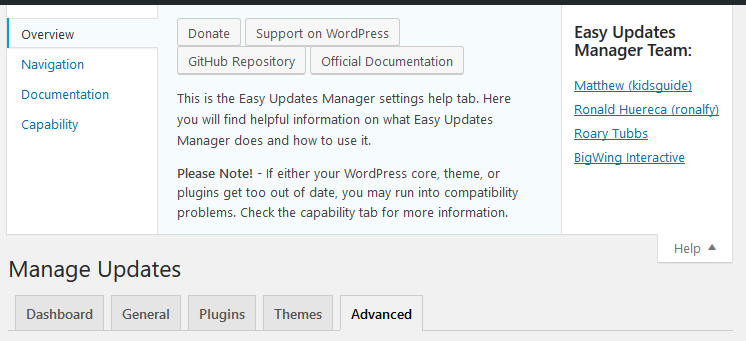 Overview
Navigation
Documentation
Capability
Donate
Support on WordPress
GitHub Repository
Official Documentation
This is the Easy Updates Manager settings help tab. Here
you will find helpful information on what Easy Updates
Manager does and how to use it.
Please Note! - If either your WordPress core, theme, or
plugins get too out of date, you may run into compatibility
problems. Check the capability tab for more information.
Easy Updates
Manager Team:
Matthew (kidsguide)
Ronald Huereca (ronalfy)
Roary Tubbs
BigWing Interactive
Help
Manage Updates
Dashboard
General
Plugins
Themes
Advanced